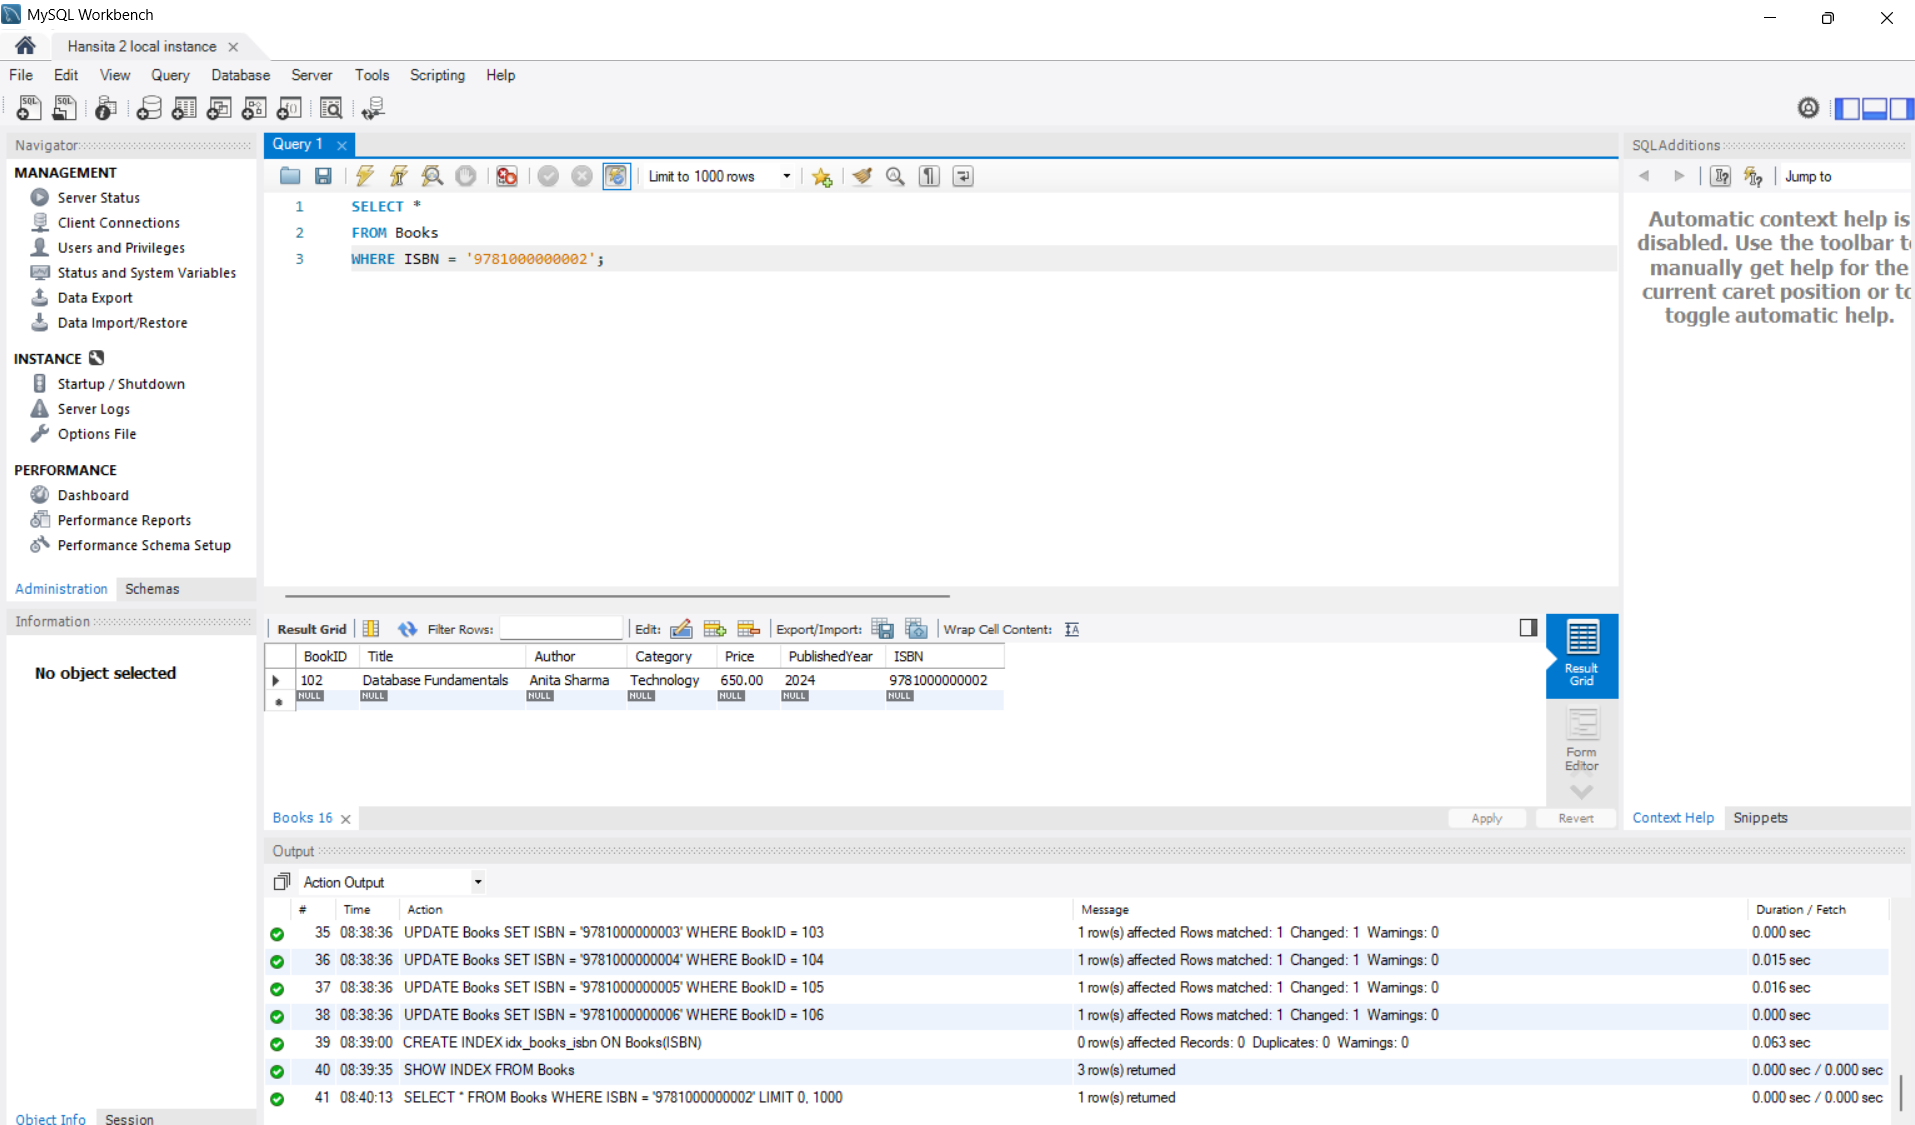 MySQL Workbench
Hansita 2 local instance
File Edit View Query Database Server Tools Scripting Help
Navigator
MANAGEMENT
Server Status
Client Connections
Users and Privileges
Status and System Variables
Data Export
Data Import/Restore
INSTANCE
Startup / Shutdown
Server Logs
Options File
PERFORMANCE
Dashboard
Performance Reports
Performance Schema Setup
Administration Schemas
Information
No object selected
Object Info Session
Query 1
Limit to 1000 rows
1 SELECT *
2 FROM Books
3 WHERE ISBN = '9781000000002';
Result Grid Filter Rows: Edit: Export/Import: Wrap Cell Content:
BookID Title Author Category Price PublishedYear ISBN
102 Database Fundamentals Anita Sharma Technology 650.00 2024 9781000000002
NULL NULL NULL NULL NULL NULL NULL
Result
Grid
Form
Editor
Books 16
Apply Revert
SQLAdditions
Jump to
Automatic context help is
disabled. Use the toolbar t
manually get help for the
current caret position or to
toggle automatic help.
Context Help Snippets
Output
Action Output
# Time Action Message Duration / Fetch
35 08:38:36 UPDATE Books SET ISBN = '9781000000003' WHERE BookID = 103 1 row(s) affected Rows matched: 1 Changed: 1 Warnings: 0 0.000 sec
36 08:38:36 UPDATE Books SET ISBN = '9781000000004' WHERE BookID = 104 1 row(s) affected Rows matched: 1 Changed: 1 Warnings: 0 0.015 sec
37 08:38:36 UPDATE Books SET ISBN = '9781000000005' WHERE BookID = 105 1 row(s) affected Rows matched: 1 Changed: 1 Warnings: 0 0.016 sec
38 08:38:36 UPDATE Books SET ISBN = '9781000000006' WHERE BookID = 106 1 row(s) affected Rows matched: 1 Changed: 1 Warnings: 0 0.000 sec
39 08:39:00 CREATE INDEX idx_books_isbn ON Books(ISBN) 0 row(s) affected Records: 0 Duplicates: 0 Warnings: 0 0.063 sec
40 08:39:35 SHOW INDEX FROM Books 3 row(s) returned 0.000 sec / 0.000 sec
41 08:40:13 SELECT * FROM Books WHERE ISBN = '9781000000002' LIMIT 0, 1000 1 row(s) returned 0.000 sec / 0.000 sec